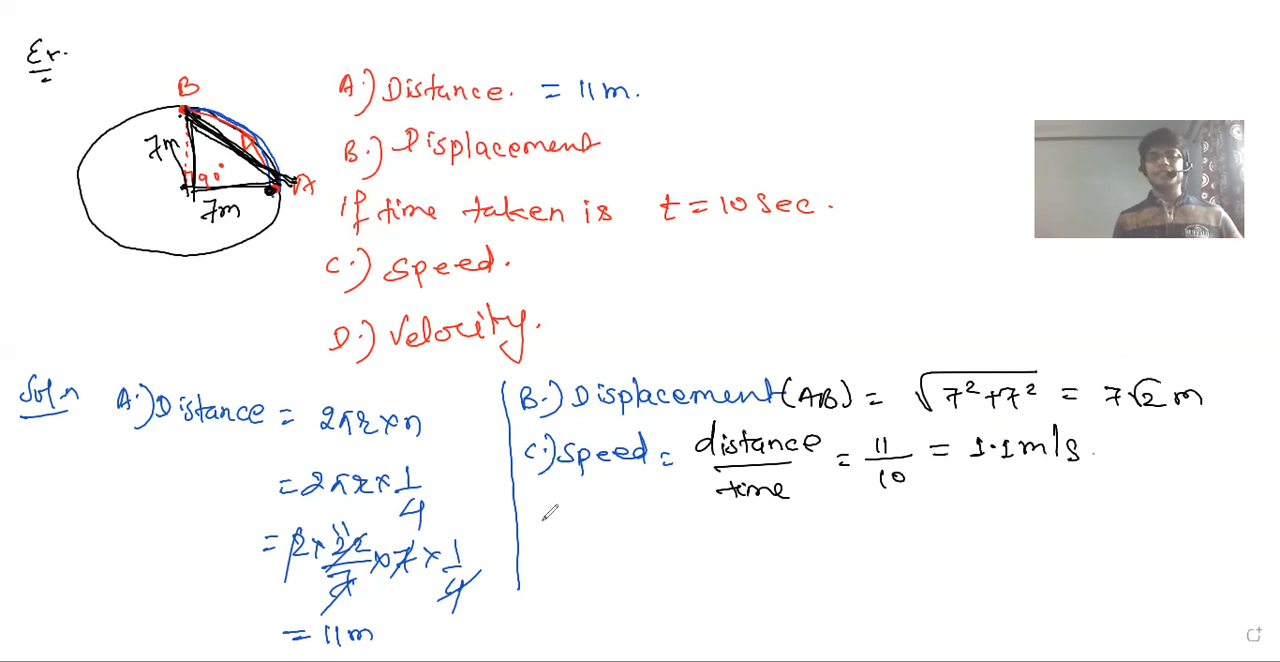 Ex.
B
A
7m
90°
7m
A.) Distance. = 11m.
B.) Displacement
If time taken is t = 10 sec.
C.) Speed.
D.) Velocity.
Soln A.) Distance = 2πr × n
= 2πr × 1/4
= 2 × 22/7 × 7 × 1/4
11
= 11m
B.) Displacement (AB) = √7² + 7² = 7√2 m
C.) Speed = distance/time = 11/10 = 1.1 m/s.